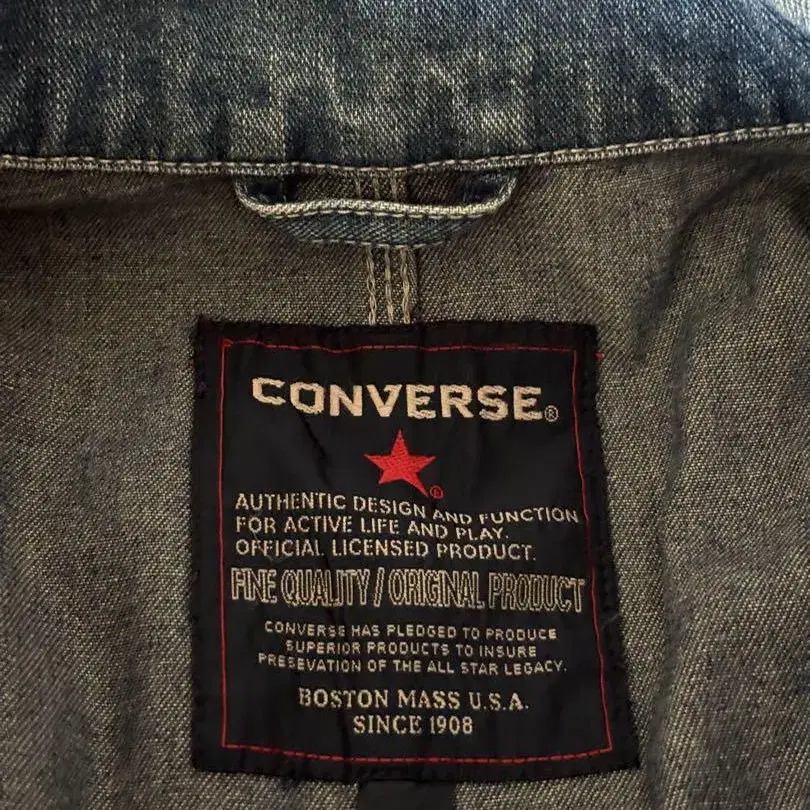 CONVERSE®
®
AUTHENTIC DESIGN AND FUNCTION
FOR ACTIVE LIFE AND PLAY.
OFFICIAL LICENSED PRODUCT.
FINE QUALITY / ORIGINAL PRODUCT
CONVERSE HAS PLEDGED TO PRODUCE
SUPERIOR PRODUCTS TO INSURE
PRESEVATION OF THE ALL STAR LEGACY.
BOSTON MASS U.S.A.
SINCE 1908